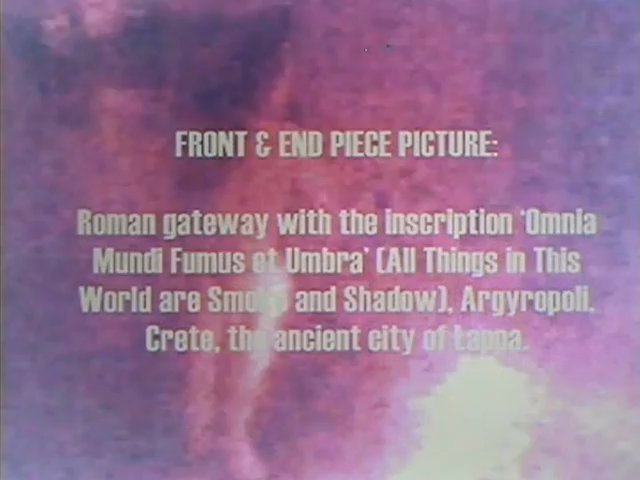 FRONT & END PIECE PICTURE:
Roman gateway with the inscription 'Omnia
Mundi Fumus et Umbra' (All Things in This
World are Smoke and Shadow), Argyropoli,
Crete, the ancient city of Lappa.